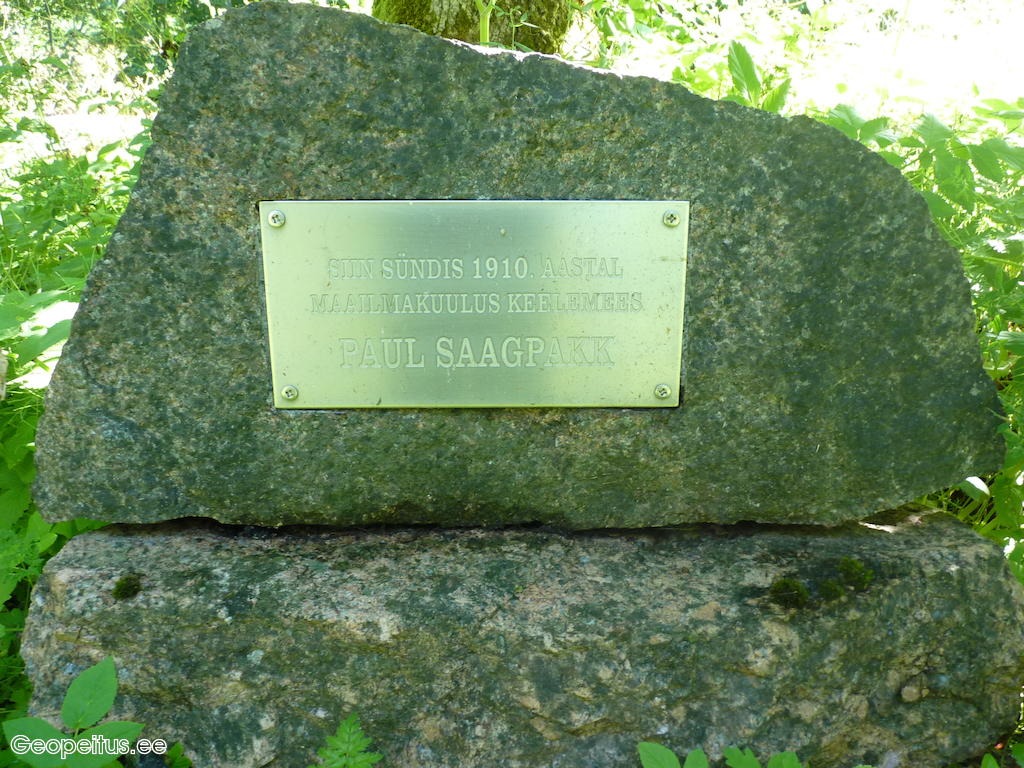 SIIN SÜNDIS 1910. AASTAL
MAAILMAKUULUS KEELEMEES
PAUL SAAGPAKK
Geopeitus.ee